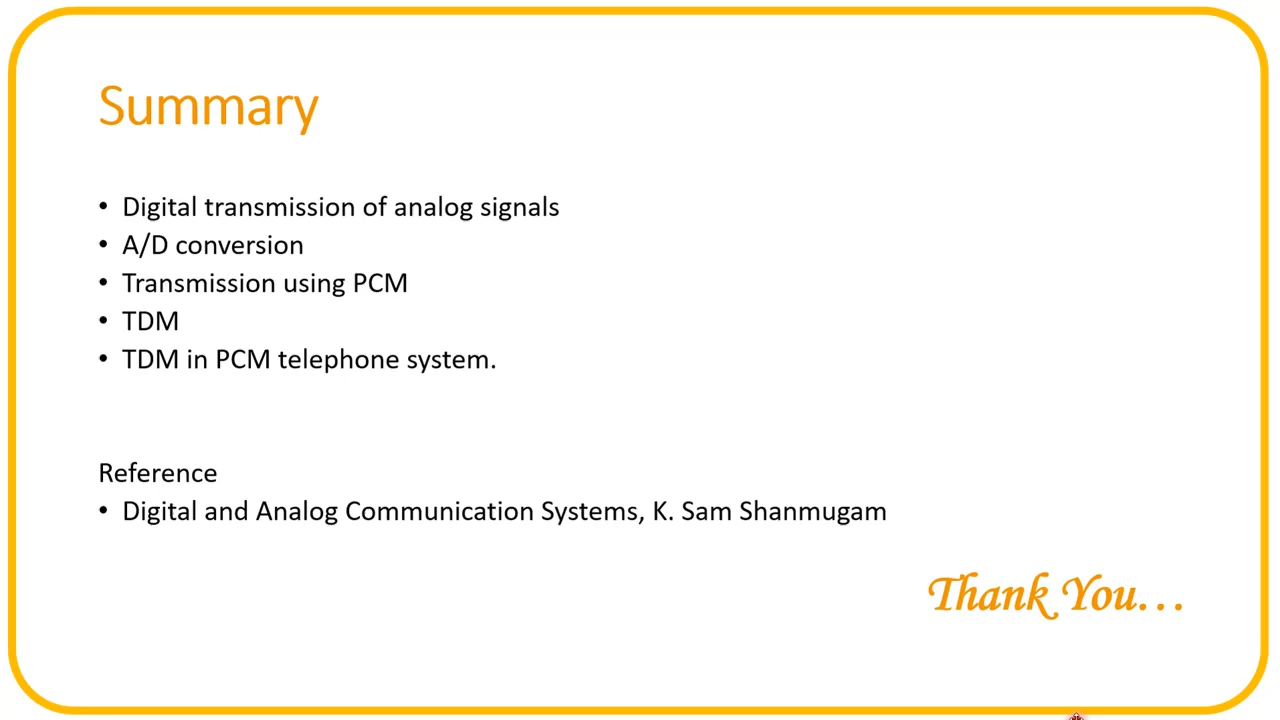 Summary
• Digital transmission of analog signals
• A/D conversion
• Transmission using PCM
• TDM
• TDM in PCM telephone system.
Reference
• Digital and Analog Communication Systems, K. Sam Shanmugam
Thank You...